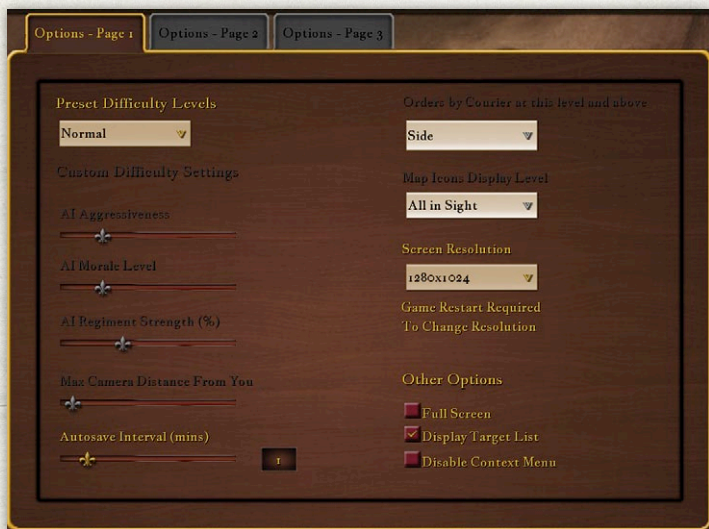 Options - Page 1
Options - Page 2
Options - Page 3
Preset Difficulty Levels
Normal
Custom Difficulty Settings
AI Aggressiveness
AI Morale Level
AI Regiment Strength (%)
Max Camera Distance From You
Autosave Interval (mins)
1
Orders by Courier at this level and above
Side
Map Icons Display Level
All in Sight
Screen Resolution
1280x1024
Game Restart Required
To Change Resolution
Other Options
Full Screen
Display Target List
Disable Context Menu